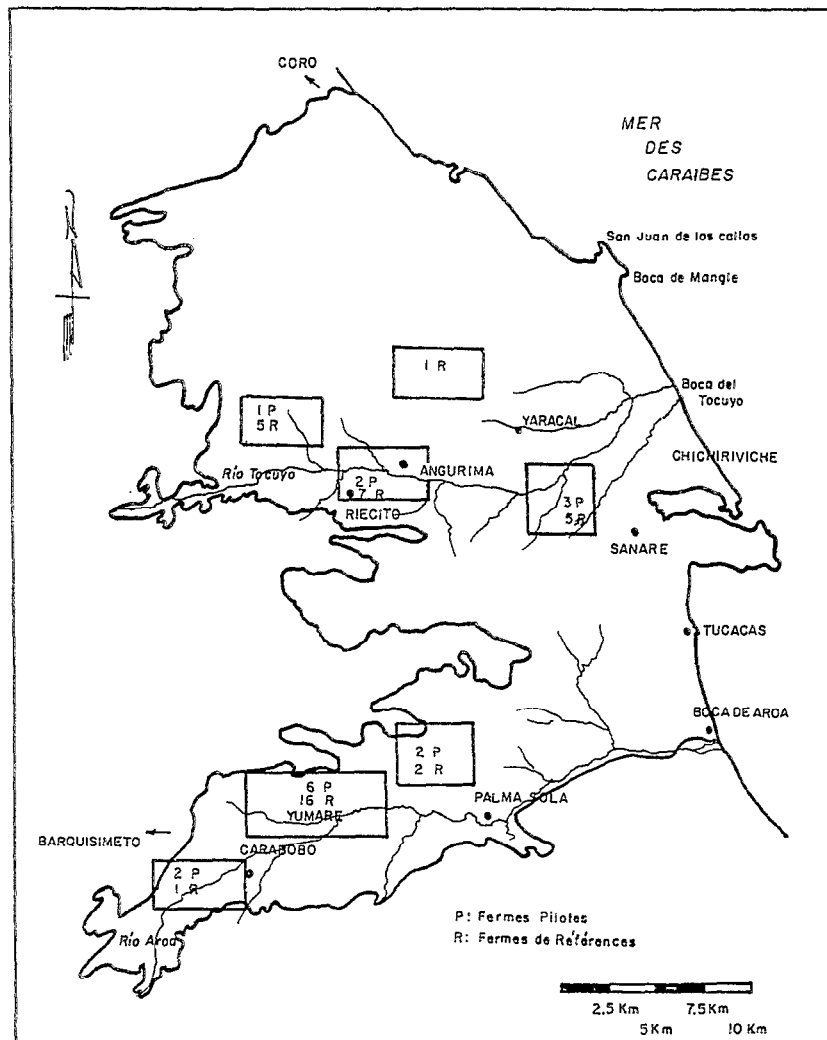 CORO
MER
DES
CARAIBES
San Juan de los callos
Boca de Mangle
1 R
Boca del
Tocuyo
1 P
5 R
YARACAL
Río Tocuyo
ANGURIMA
CHICHIRIVICHE
2 P
7 R
3 P
5 R
RIECITO
SANARE
TUCACAS
BOCA DE AROA
2 P
2 R
6 P
16 R
YUMARE
PALMA SOLA
BARQUISIMETO
CARABOBO
2 P
1 R
P: Fermes Pilotes
R: Fermes de Références
Río Aroa
2.5 Km
7.5 Km
5 Km
10 Km